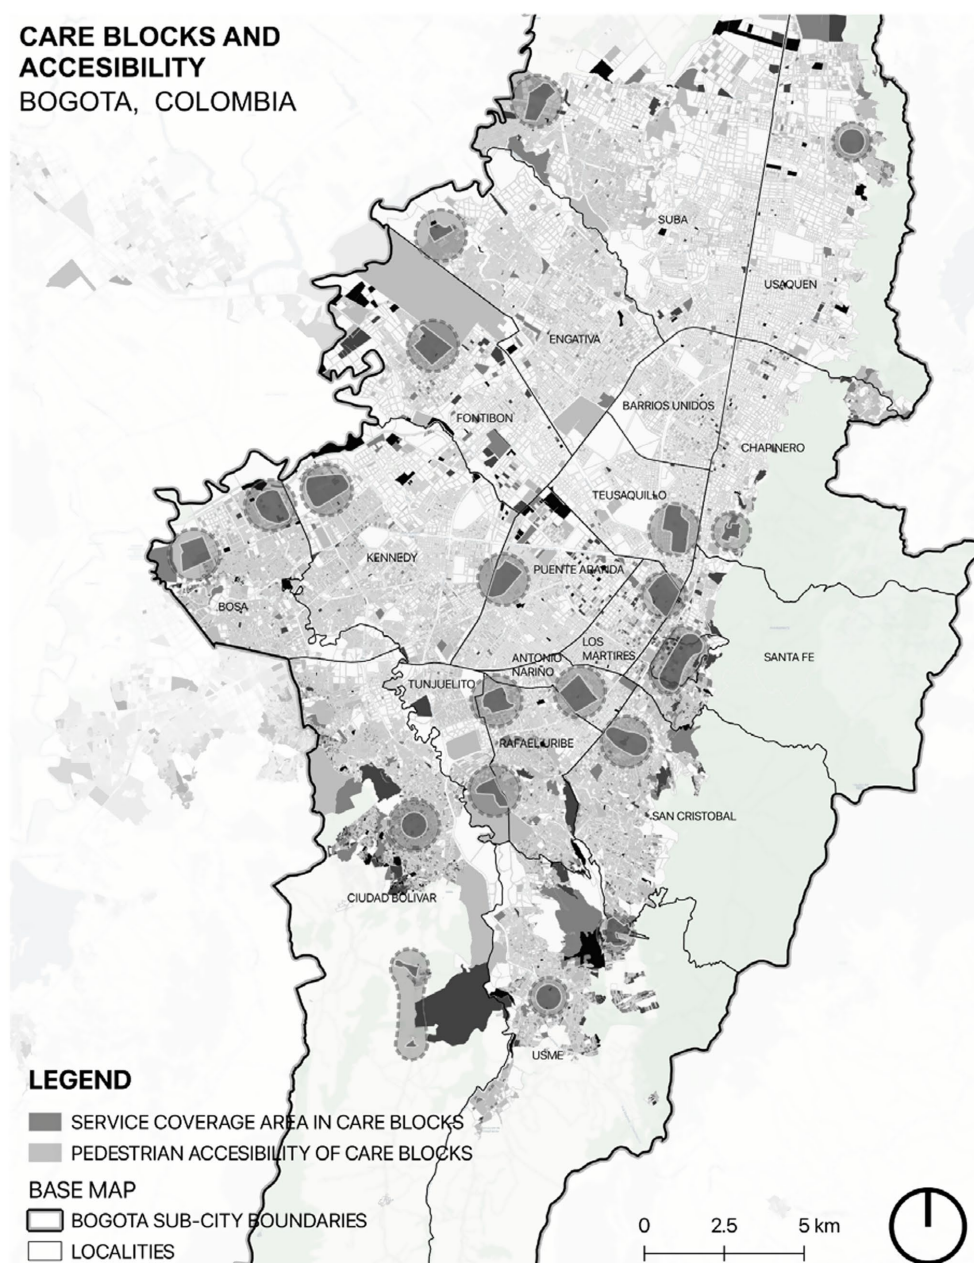 CARE BLOCKS AND
ACCESIBILITY
BOGOTA, COLOMBIA
SUBA
USAQUEN
ENGATIVA
BARRIOS UNIDOS
FONTIBON
CHAPINERO
TEUSAQUILLO
KENNEDY
PUENTE ARANDA
BOSA
LOS
MARTIRES
ANTONIO
NARIÑO
SANTA FE
TUNJUELITO
RAFAEL URIBE
SAN CRISTOBAL
CIUDAD BOLIVAR
USME
LEGEND
SERVICE COVERAGE AREA IN CARE BLOCKS
PEDESTRIAN ACCESIBILITY OF CARE BLOCKS
BASE MAP
BOGOTA SUB-CITY BOUNDARIES
LOCALITIES
0 2.5 5 km